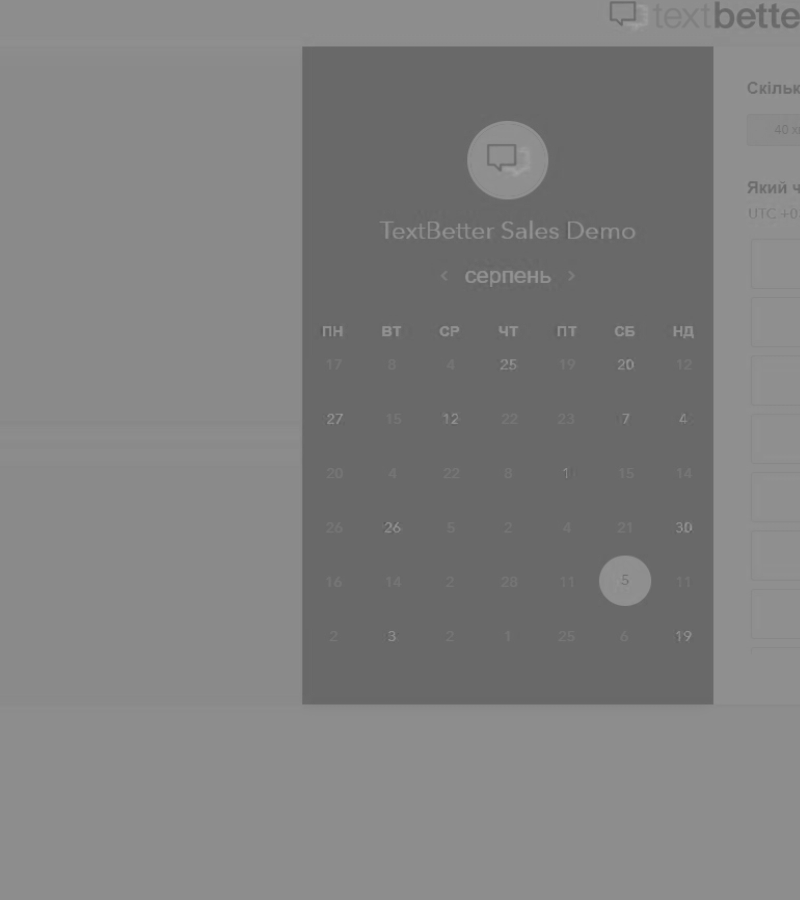 textbette
Скільк
40 х
TextBetter Sales Demo
Який ч
UTC +0
< серпень >
ПН ВТ СР ЧТ ПТ СБ НД
17 8 4 25 19 20 12
27 15 12 22 23 7 4
20 4 22 8 1 15 14
26 26 5 2 4 21 30
16 14 2 28 11 5 11
2 3 2 1 25 6 19